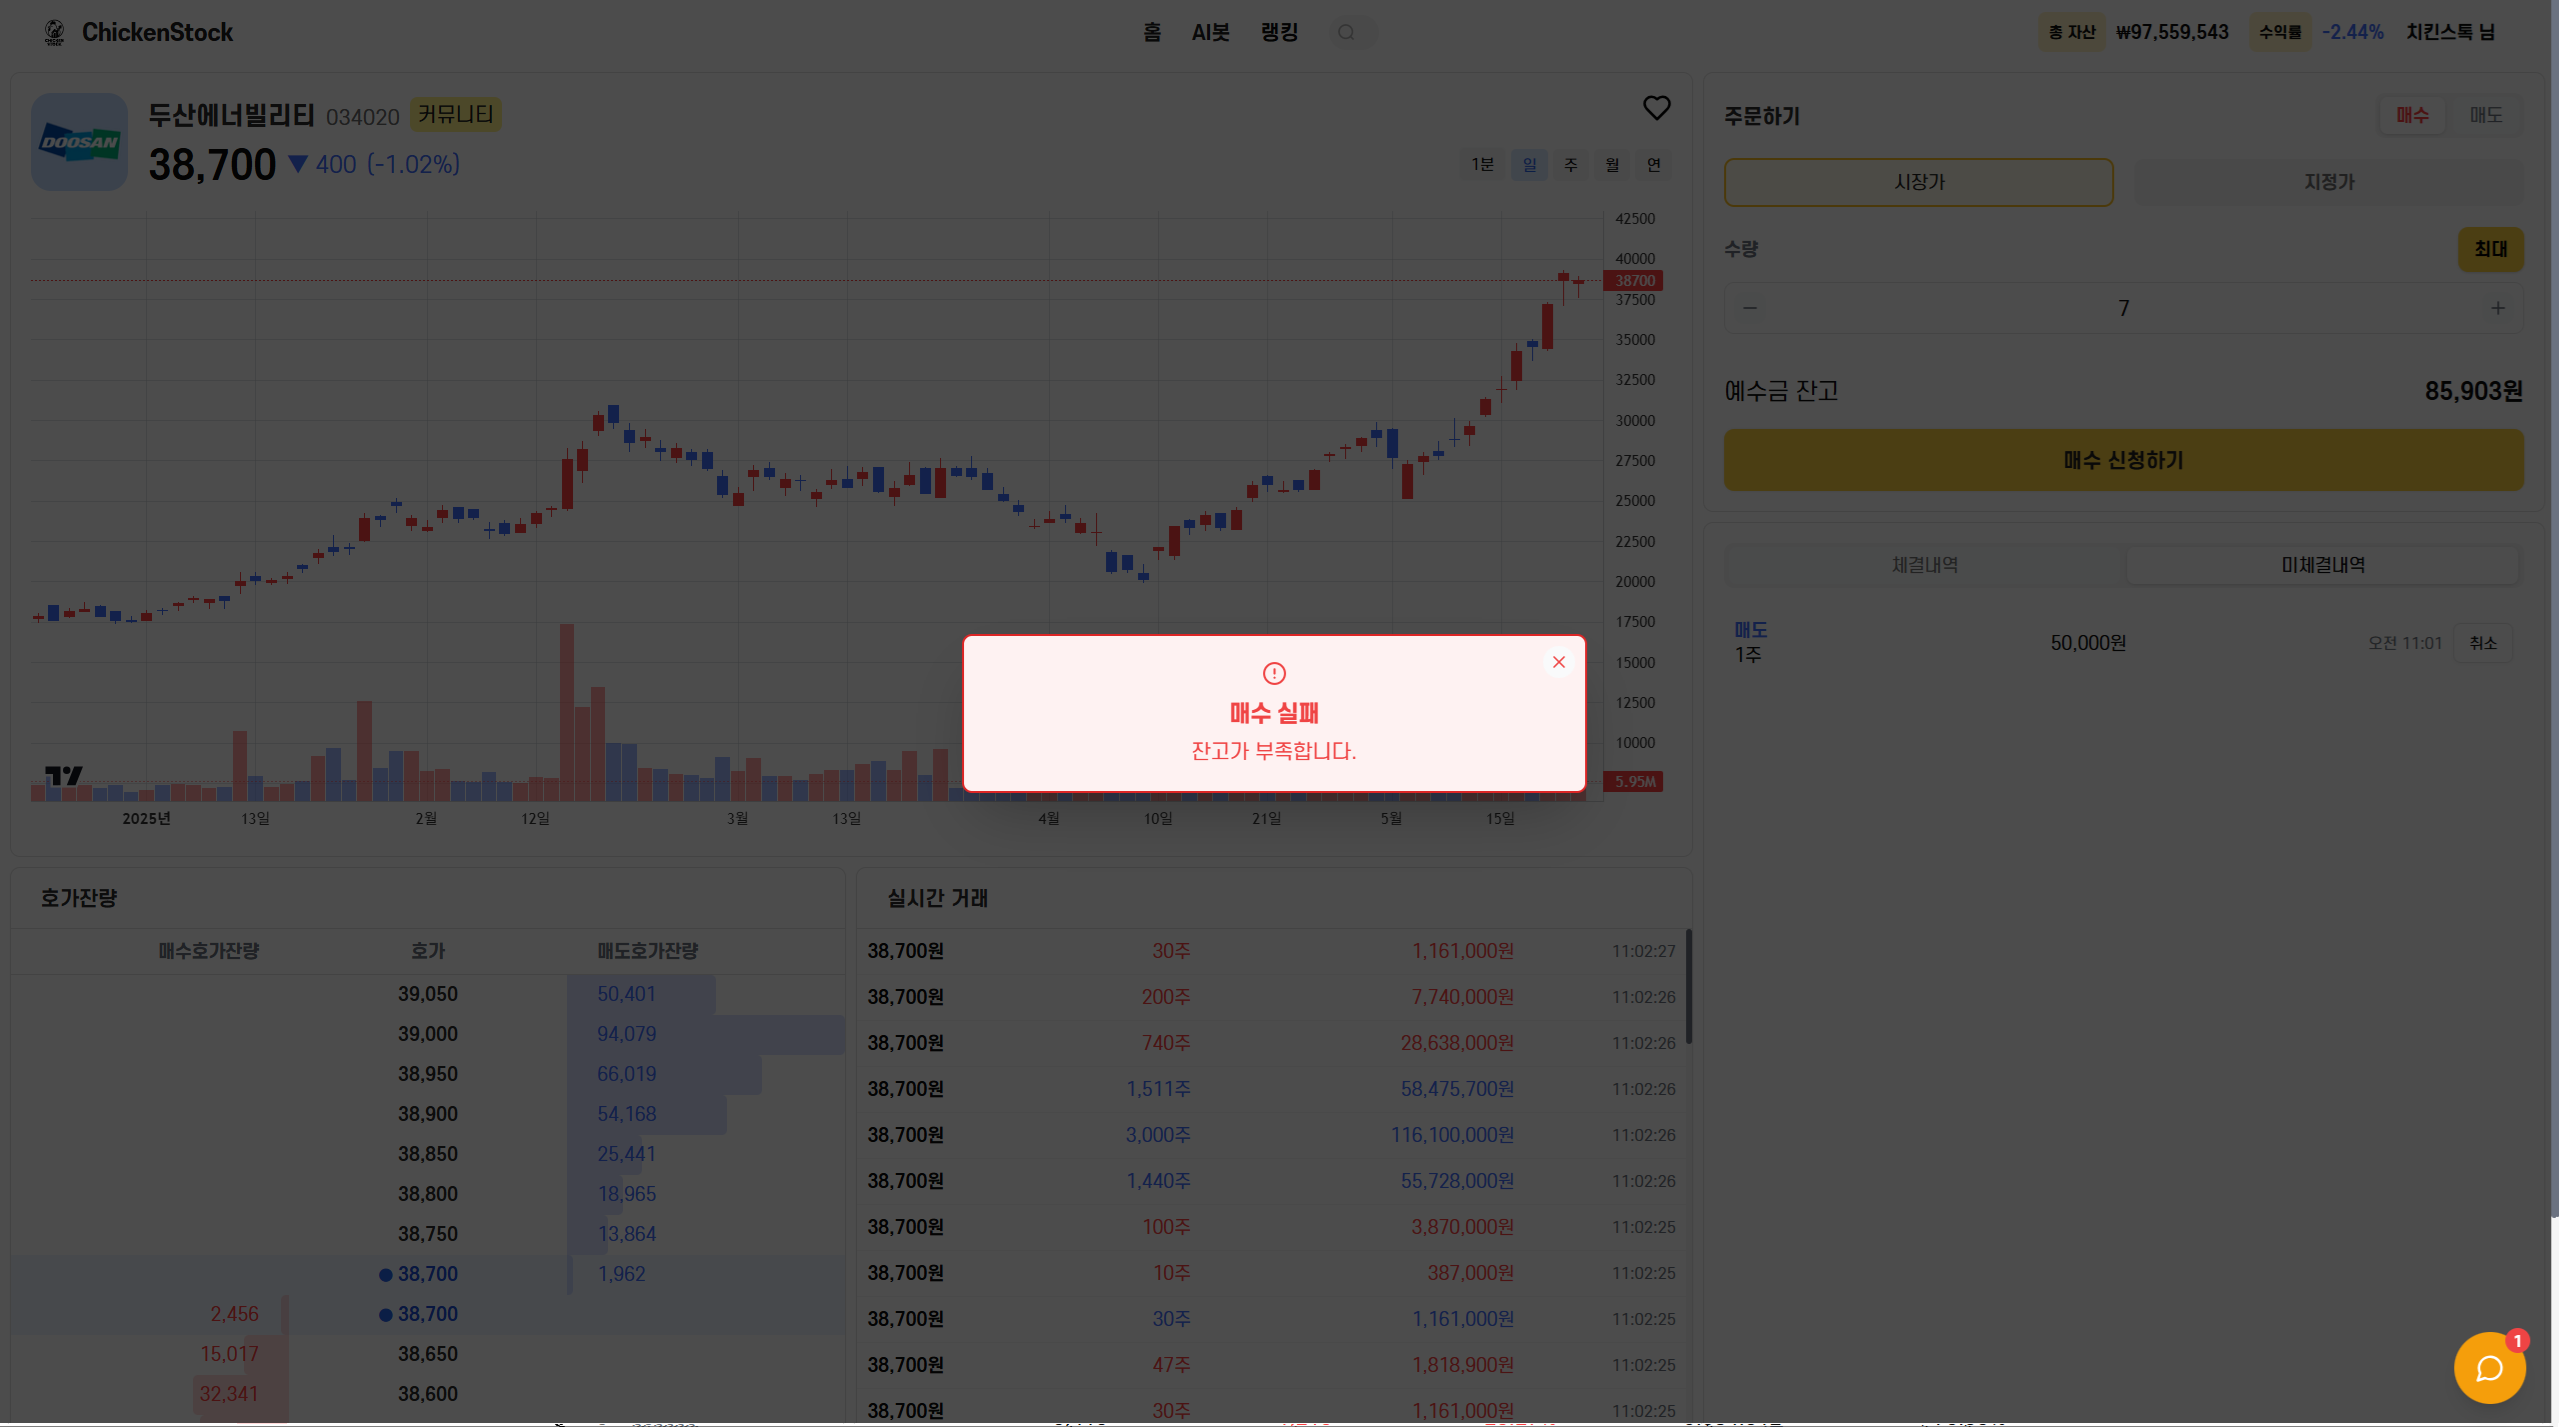 ChickenStock
홈 AI봇 랭킹
총 자산 ₩97,559,543 수익률 -2.44% 치킨스톡 님
DOOSAN
두산에너빌리티 034020 커뮤니티
38,700 ▼ 400 (-1.02%)
1분 일 주 월 연
42500
40000
38700
37500
35000
32500
30000
27500
25000
22500
20000
17500
15000
12500
10000
5.95M
2025년 13일 2월 12일 3월 13일 4월 10일 21일 5월 15일
주문하기 매수 매도
시장가 지정가
수량 최대
− 7 +
예수금 잔고 85,903원
매수 신청하기
체결내역 미체결내역
매도
1주 50,000원 오전 11:01 취소
매수 실패
잔고가 부족합니다.
호가잔량
매수호가잔량 호가 매도호가잔량
39,050 50,401
39,000 94,079
38,950 66,019
38,900 54,168
38,850 25,441
38,800 18,965
38,750 13,864
38,700 1,962
2,456 38,700
15,017 38,650
32,341 38,600
실시간 거래
38,700원 30주 1,161,000원 11:02:27
38,700원 200주 7,740,000원 11:02:26
38,700원 740주 28,638,000원 11:02:26
38,700원 1,511주 58,475,700원 11:02:26
38,700원 3,000주 116,100,000원 11:02:26
38,700원 1,440주 55,728,000원 11:02:26
38,700원 100주 3,870,000원 11:02:25
38,700원 10주 387,000원 11:02:25
38,700원 30주 1,161,000원 11:02:25
38,700원 47주 1,818,900원 11:02:25
38,700원 30주 1,161,000원 11:02:25
1